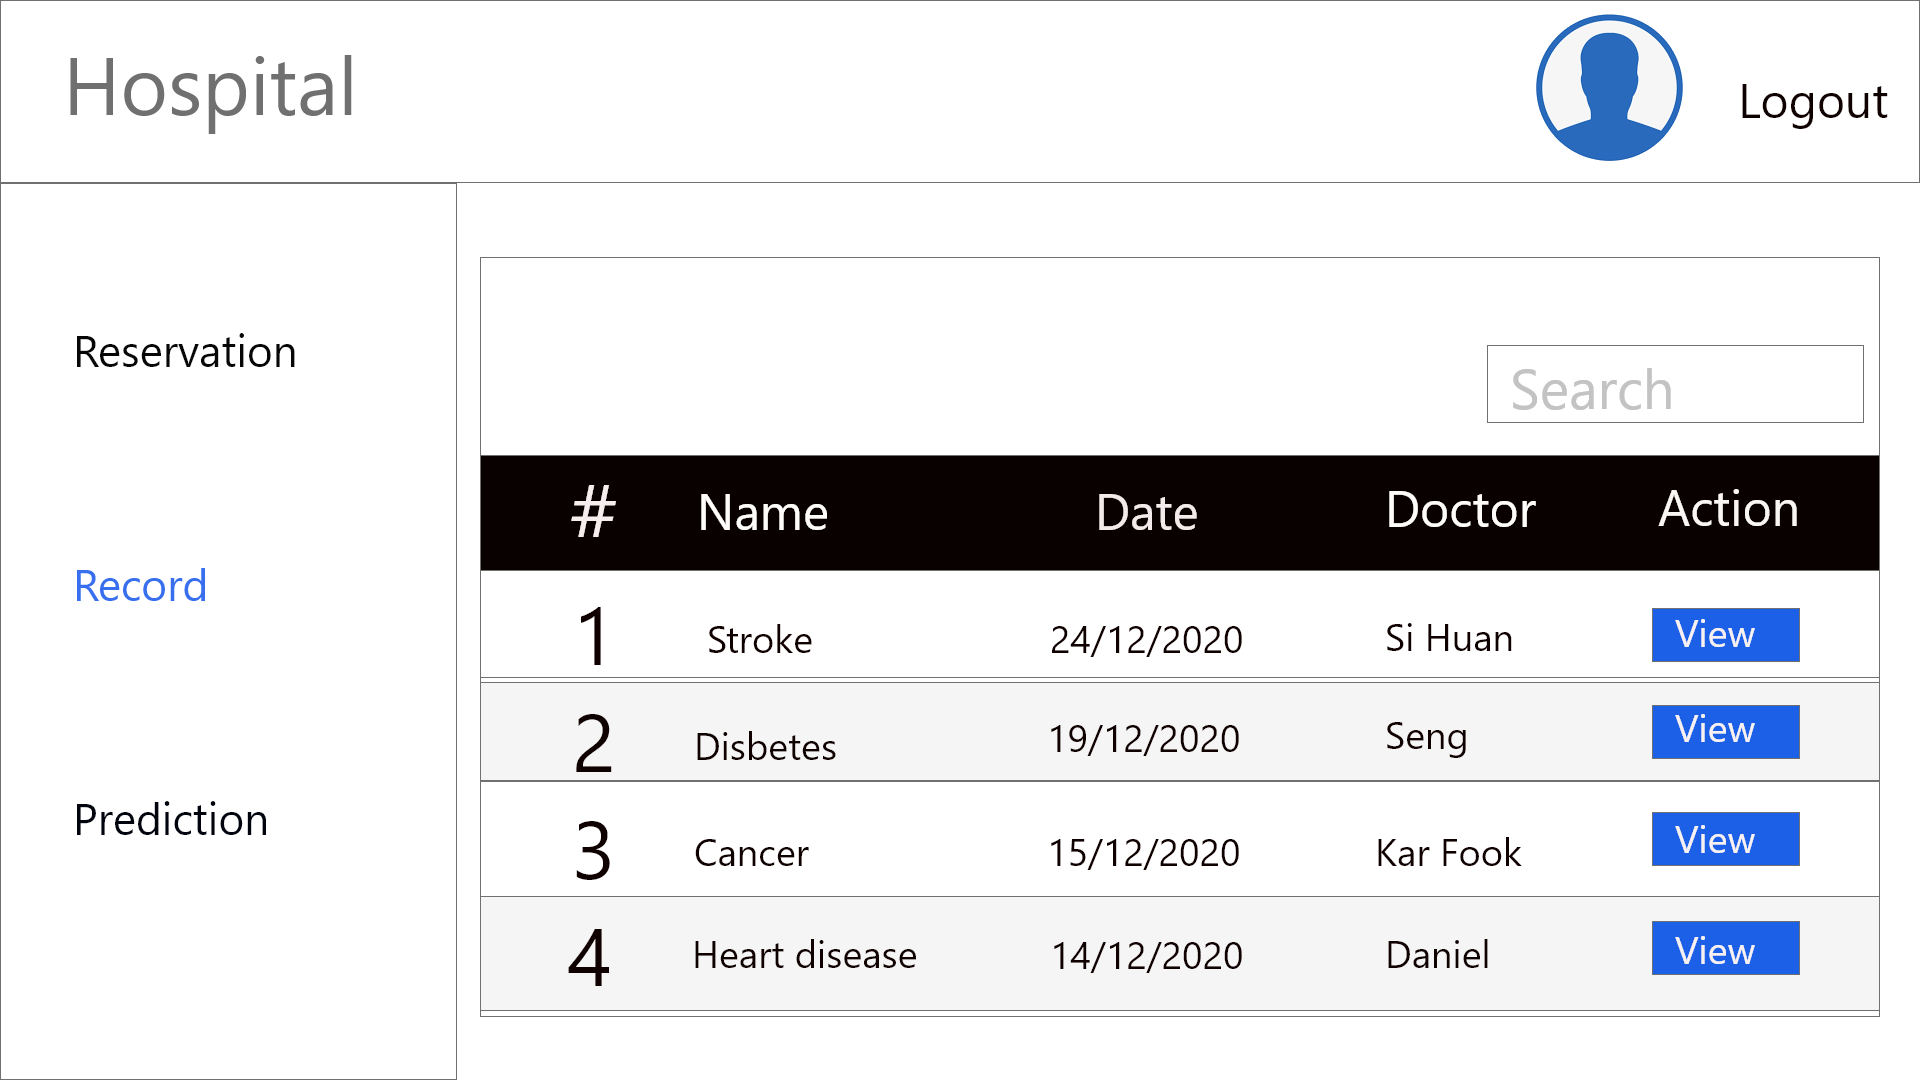 Hospital
Logout
Reservation
Record
Prediction
Search
# Name Date Doctor Action
1 Stroke 24/12/2020 Si Huan View
2 Disbetes 19/12/2020 Seng View
3 Cancer 15/12/2020 Kar Fook View
4 Heart disease 14/12/2020 Daniel View